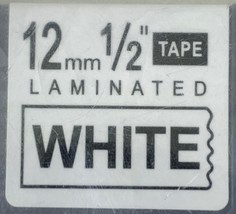 12mm 1/2" TAPE
LAMINATED
WHITE